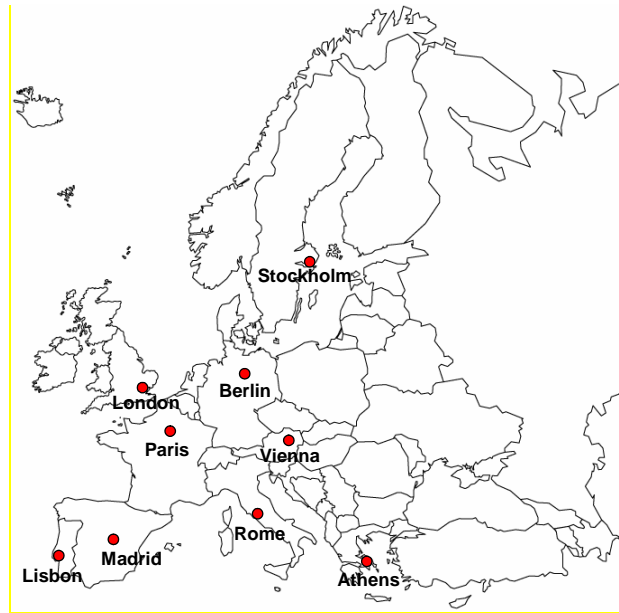 Stockholm
Berlin
London
Paris
Vienna
Rome
Madrid
Lisbon
Athens